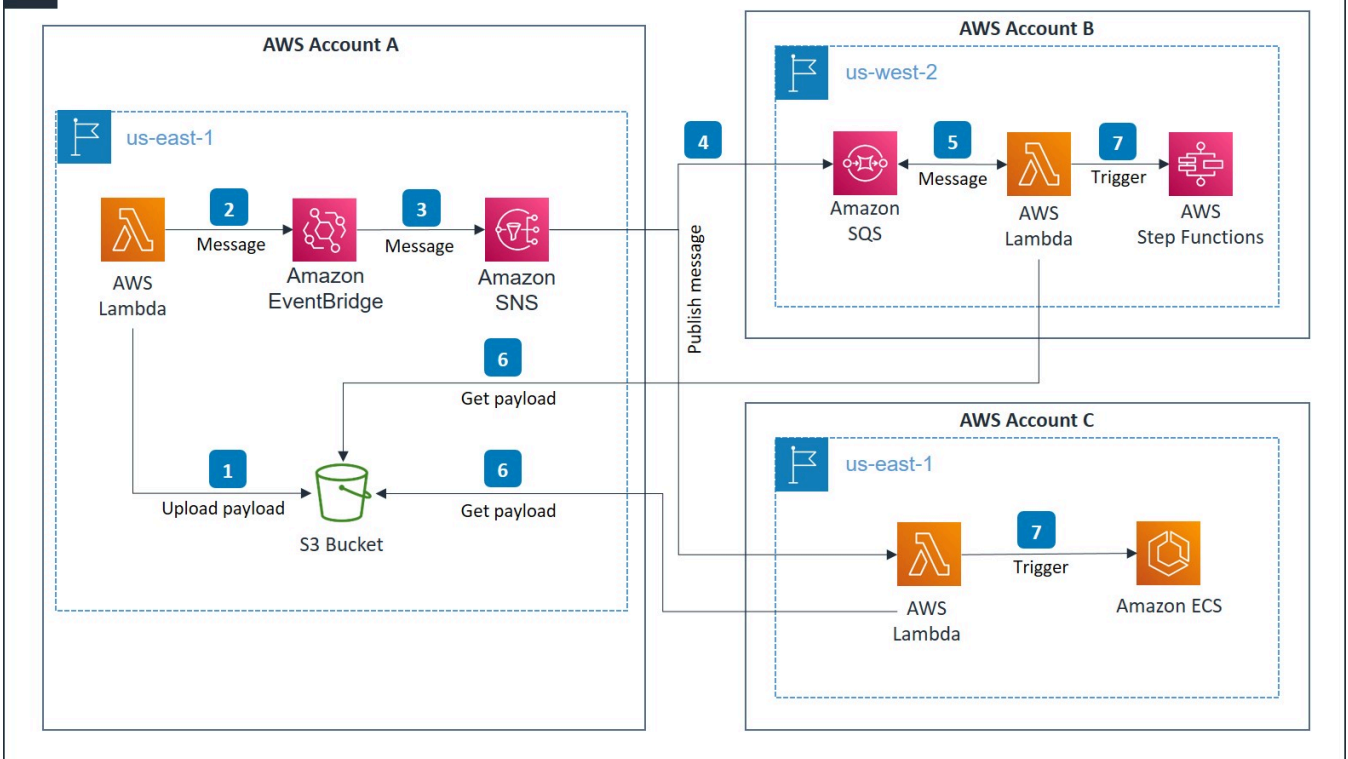 AWS Account A
us-east-1
2
Message
3
Message
AWS
Lambda
Amazon
EventBridge
Amazon
SNS
1
Upload payload
S3 Bucket
6
Get payload
6
Get payload
4
Publish message
AWS Account B
us-west-2
5
Message
7
Trigger
Amazon
SQS
AWS
Lambda
AWS
Step Functions
AWS Account C
us-east-1
7
Trigger
AWS
Lambda
Amazon ECS